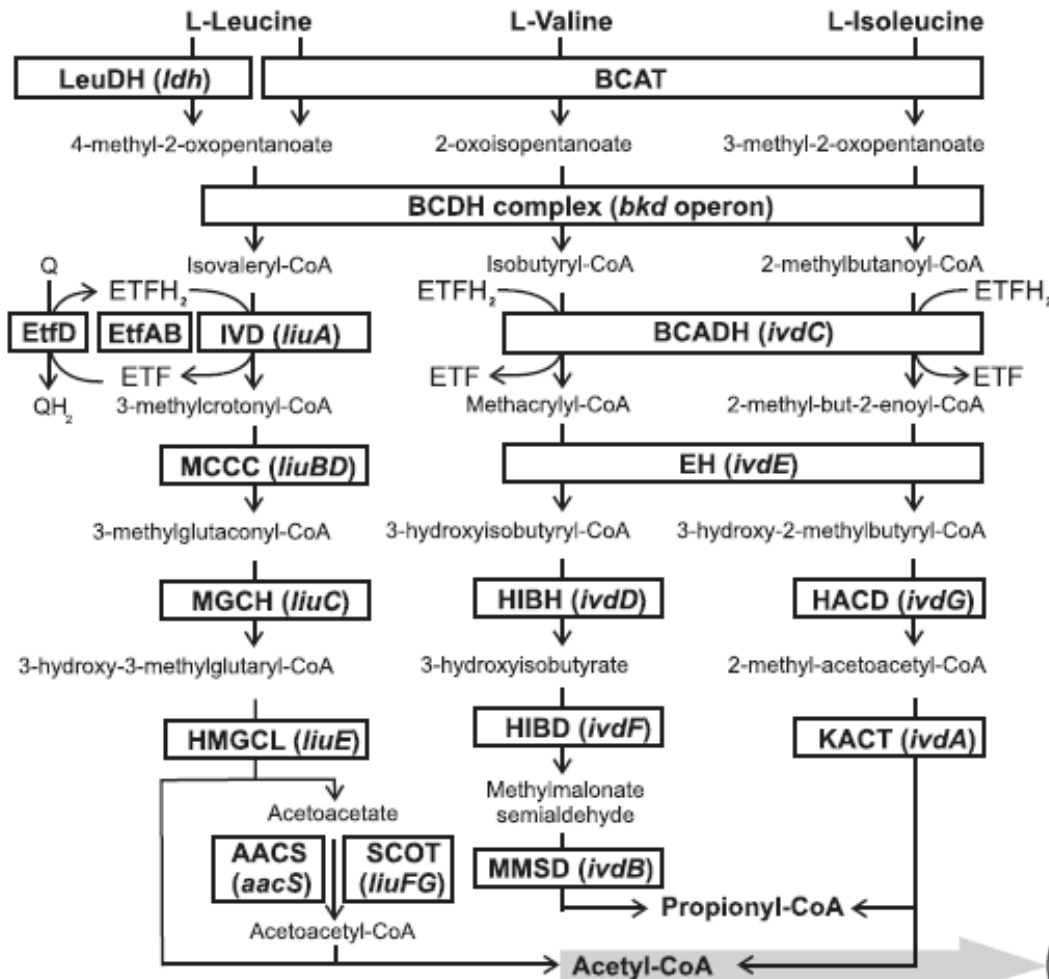 L-Leucine L-Valine L-Isoleucine
LeuDH (ldh) BCAT
4-methyl-2-oxopentanoate 2-oxoisopentanoate 3-methyl-2-oxopentanoate
BCDH complex (bkd operon)
Q Isovaleryl-CoA Isobutyryl-CoA 2-methylbutanoyl-CoA
ETFH₂ ETFH₂ ETFH₂
EtfD EtfAB IVD (liuA) BCADH (ivdC)
ETF ETF ETF
QH₂ 3-methylcrotonyl-CoA Methacrylyl-CoA 2-methyl-but-2-enoyl-CoA
MCCC (liuBD) EH (ivdE)
3-methylglutaconyl-CoA 3-hydroxyisobutyryl-CoA 3-hydroxy-2-methylbutyryl-CoA
MGCH (liuC) HIBH (ivdD) HACD (ivdG)
3-hydroxy-3-methylglutaryl-CoA 3-hydroxyisobutyrate 2-methyl-acetoacetyl-CoA
HMGCL (liuE) HIBD (ivdF) KACT (ivdA)
Acetoacetate Methylmalonate
semialdehyde
AACS SCOT
(aacS) (liuFG) MMSD (ivdB)
Acetoacetyl-CoA Propionyl-CoA
Acetyl-CoA